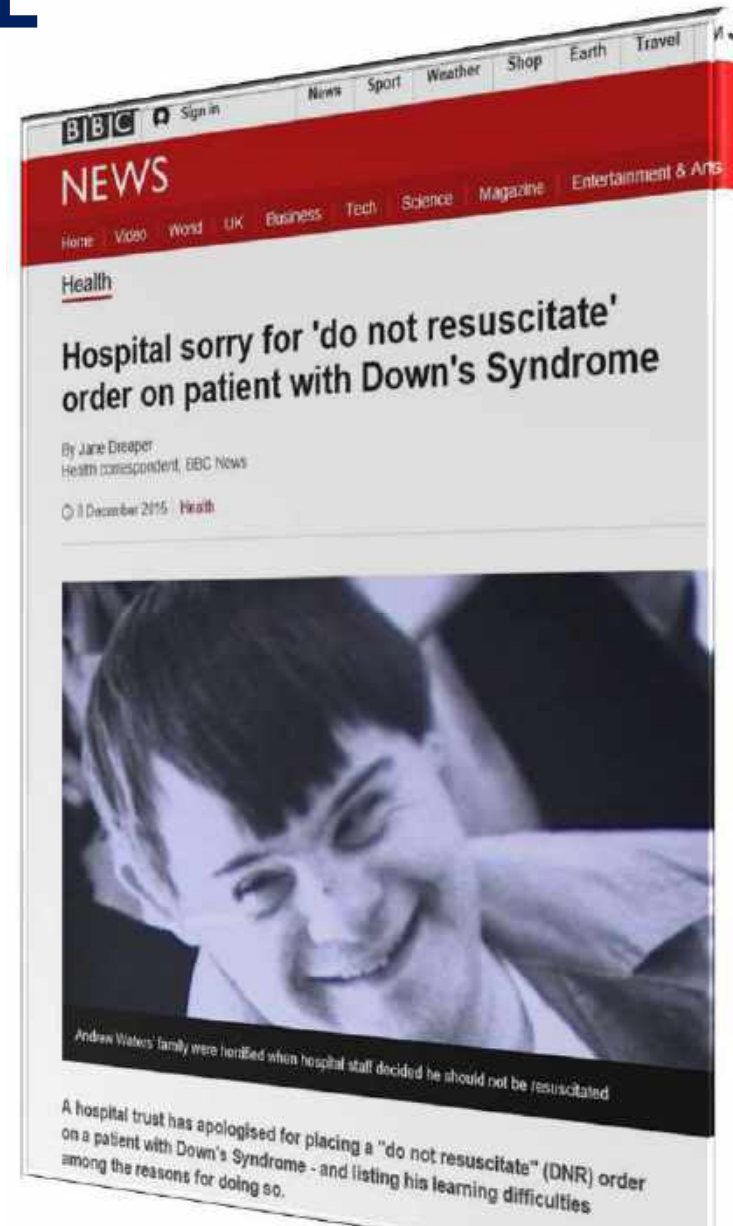 L
BBC Sign in News Sport Weather Shop Earth Travel
NEWS
Home Video World UK Business Tech Science Magazine Entertainment & Arts
Health
Hospital sorry for 'do not resuscitate'
order on patient with Down's Syndrome
By Jane Dreaper
Health correspondent, BBC News
December 2015 Health
Andrew Waters' family were horrified when hospital staff decided he should not be resuscitated
A hospital trust has apologised for placing a "do not resuscitate" (DNR) order
on a patient with Down's Syndrome - and listing his learning difficulties
among the reasons for doing so.